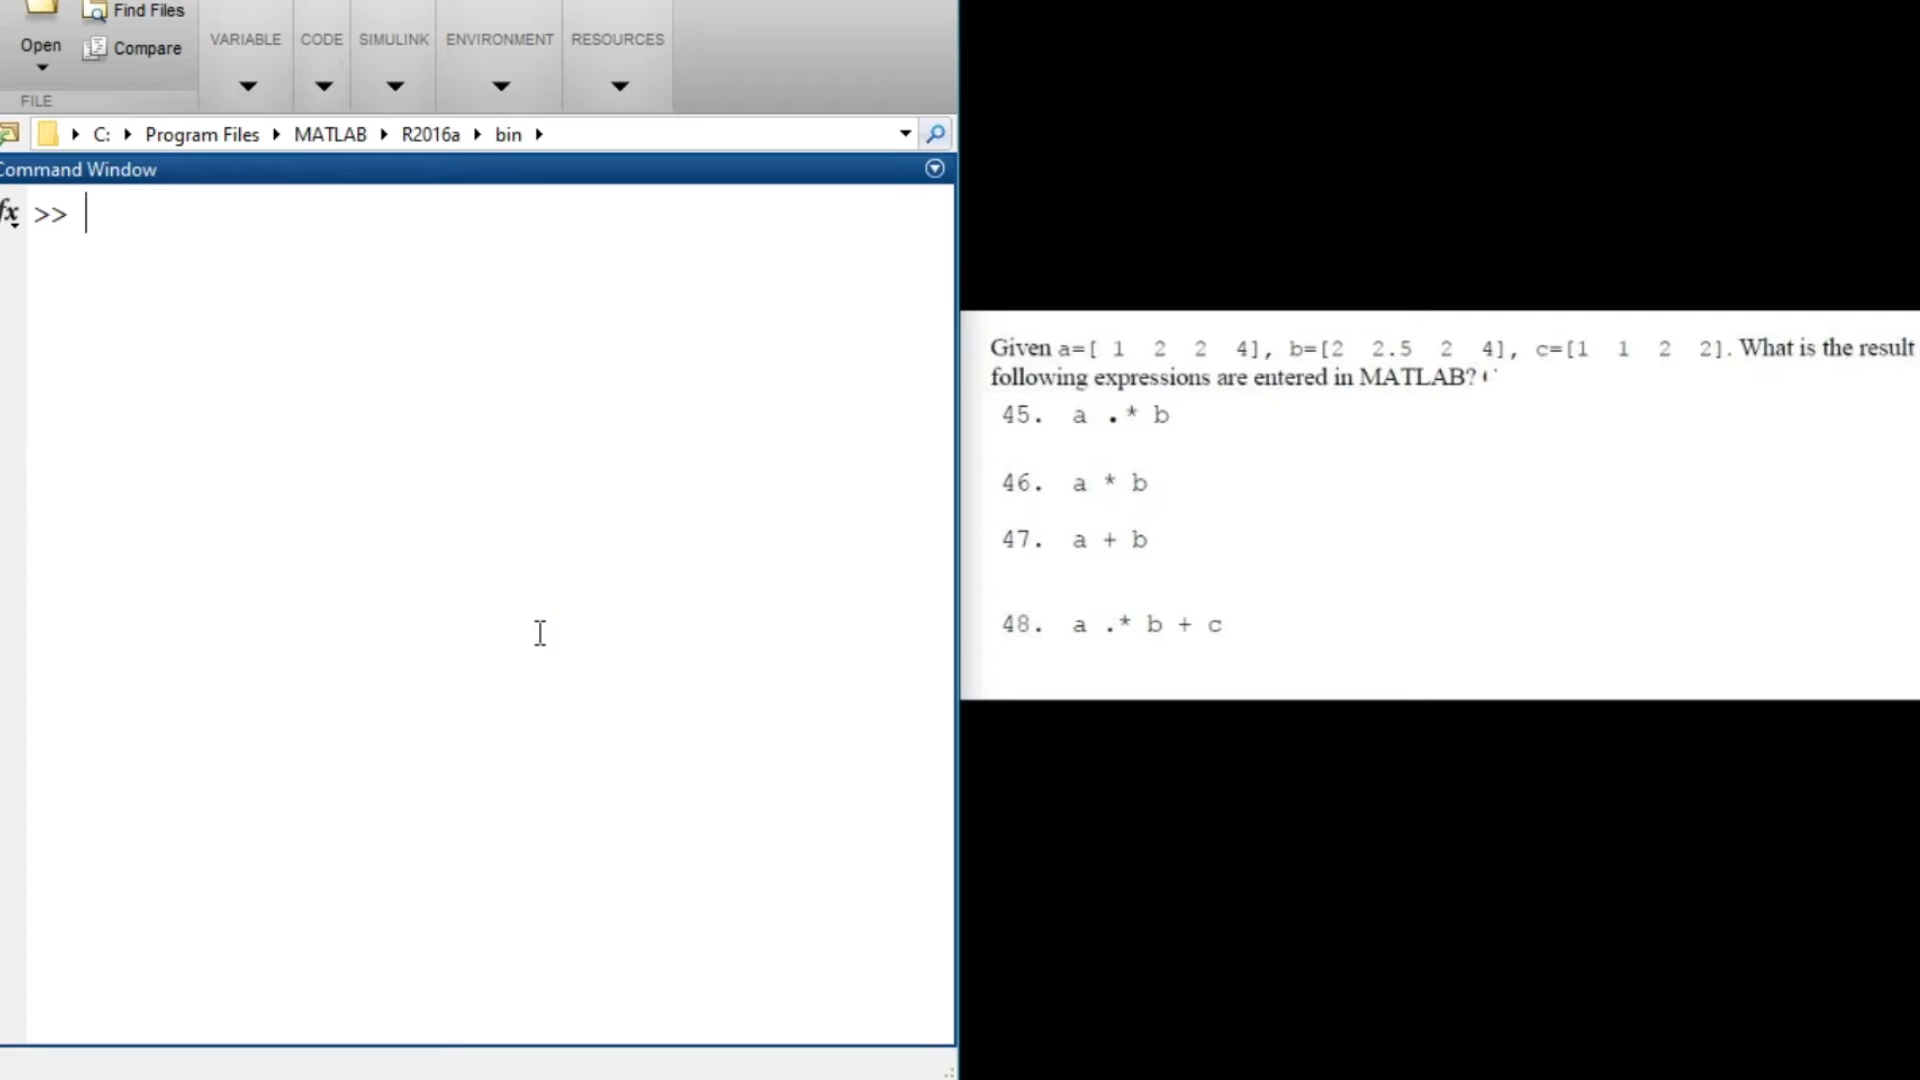 Find Files
Open
Compare
VARIABLE CODE SIMULINK ENVIRONMENT RESOURCES
FILE
C: Program Files MATLAB R2016a bin
Command Window
fx >>
Given a=[ 1 2 2 4], b=[2 2.5 2 4], c=[1 1 2 2]. What is the result
following expressions are entered in MATLAB?
45. a .* b
46. a * b
47. a + b
48. a .* b + c